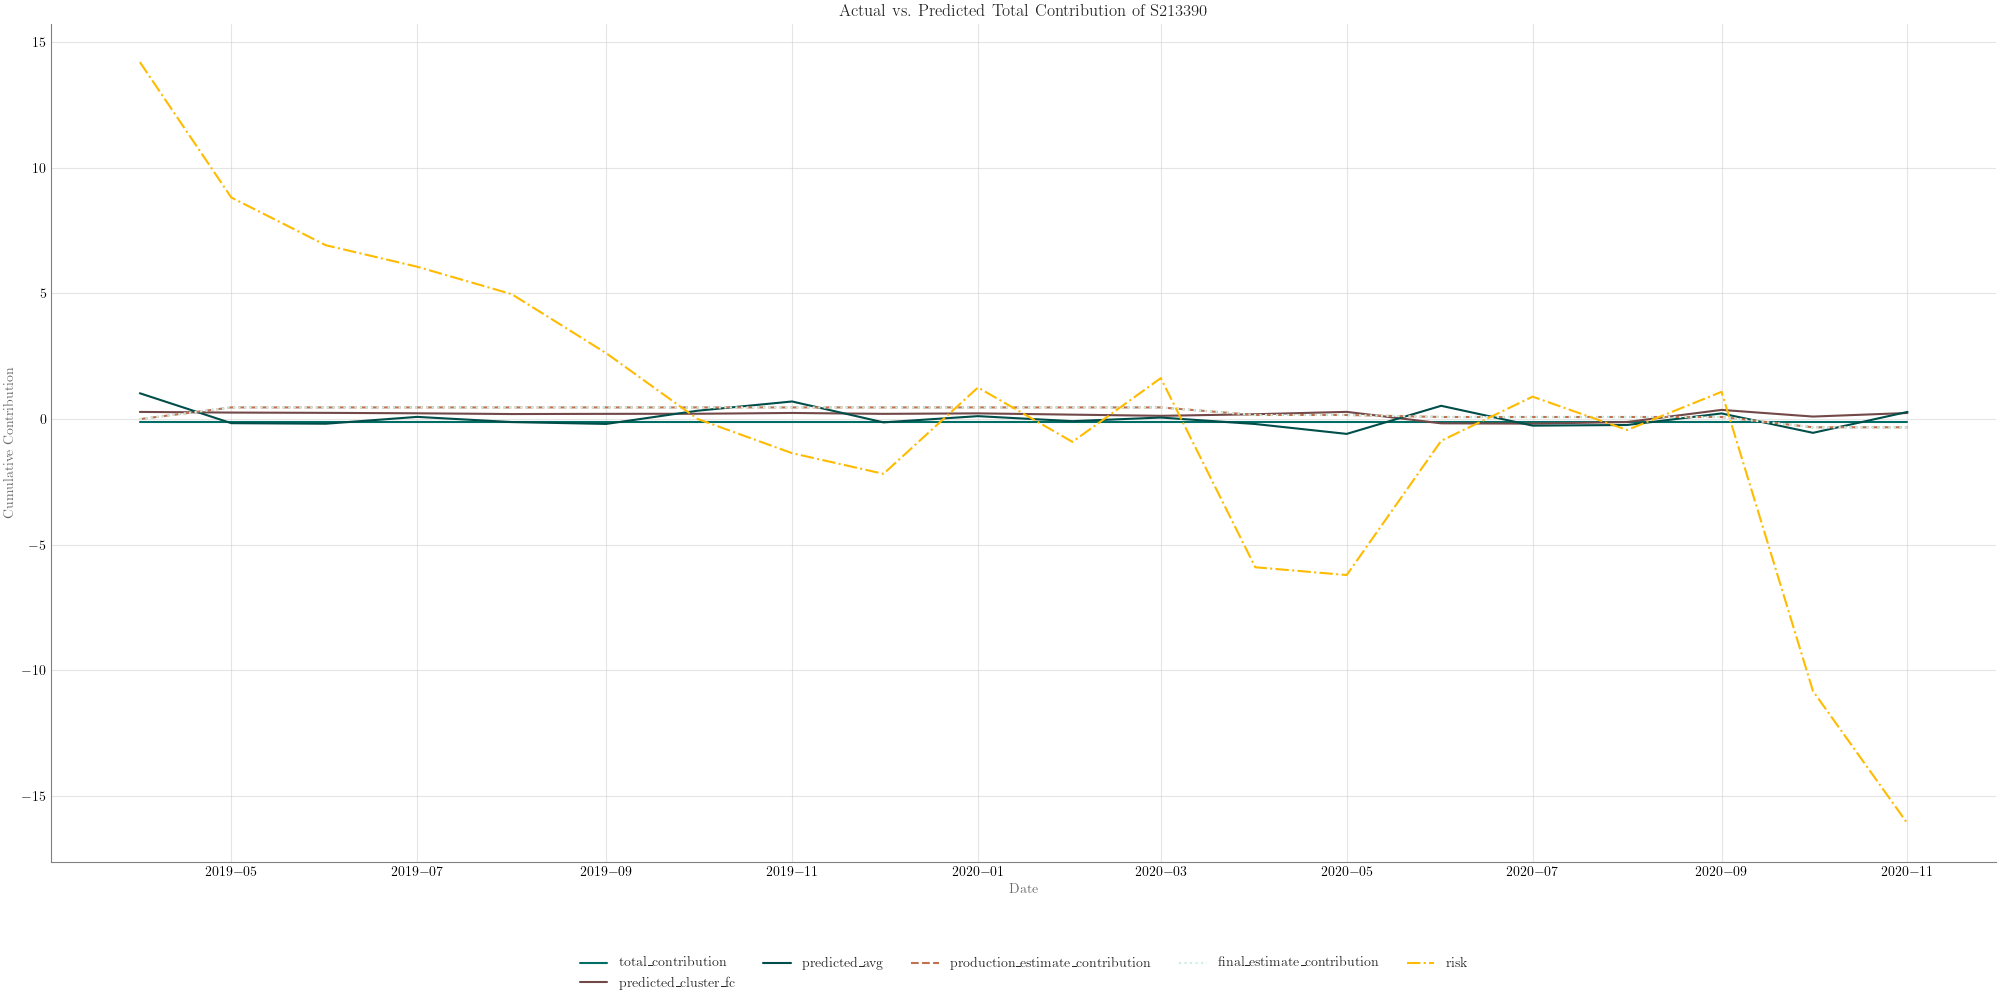 Actual vs. Predicted Total Contribution of S213390
15
10
5
0
−5
−10
−15
Cumulative Contribution
2019−05 2019−07 2019−09 2019−11 2020−01 2020−03 2020−05 2020−07 2020−09 2020−11
Date
total_contribution predicted_avg production_estimate_contribution final_estimate_contribution risk
predicted_cluster_fc